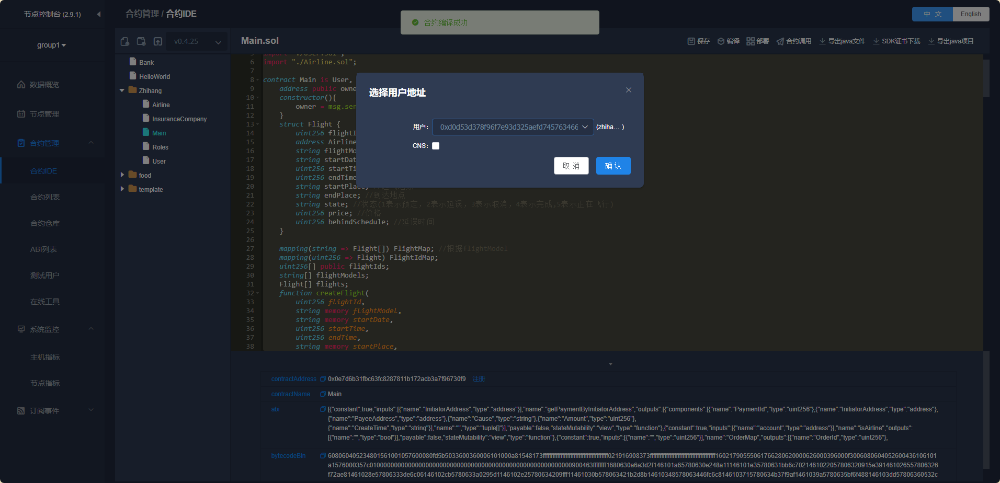 节点控制台 (2.9.1)
合约管理 / 合约IDE
合约编译成功
中 文
English
group1
v0.4.25
Main.sol
保存
编译
部署
合约调用
导出java文件
SDK证书下载
导出java项目
数据概览
节点管理
合约管理
合约IDE
合约列表
合约仓库
ABI列表
测试用户
在线工具
系统监控
主机指标
节点指标
订阅事件
Bank
HelloWorld
Zhihang
Airline
InsuranceCompany
Main
Roles
User
food
template
6 import "./Airline.sol";
7
8 contract Main is User,
9 address public owne
10 constructor(){
11 owner = msg.sen
12 }
13 struct Flight {
14 uint256 flightI
15 address Airline
16 string flightMo
17 string startDat
18 uint256 startTi
19 uint256 endTime
20 string startPlace;
21 string endPlace; //到达地点
22 string state; //状态(1表示预定, 2表示延误, 3表示取消, 4表示完成,5表示正在飞行)
23 uint256 price; //价格
24 uint256 behindSchedule; //延误时间
25 }
26
27 mapping(string => Flight[]) FlightMap; //根据flightModel
28 mapping(uint256 => Flight) FlightIdMap;
29 uint256[] public flightIds;
30 string[] flightModels;
31 Flight[] flights;
32 function createFlight(
33 uint256 flightId,
34 string memory flightModel,
35 string memory startDate,
36 uint256 startTime,
37 uint256 endTime,
38 string memory startPlace,
选择用户地址
用户:
0xd0d53d378f96f7e93d325aefd745763466
(zhiha... )
CNS:
取 消
确 认
contractAddress 0x0e7d6b31fbc63fc8287811b172acb3a7f96730f9 注册
contractName Main
abi [{"constant":true,"inputs":[{"name":"InitiatorAddress","type":"address"}],"name":"getPaymentByInitiatorAddress","outputs":[{"components":[{"name":"PaymentId","type":"uint256"},{"name":"InitiatorAddress","type":"address"},
{"name":"PayeeAddress","type":"address"},{"name":"Cause","type":"string"},{"name":"Amount","type":"uint256"},
{"name":"CreateTime","type":"string"}],"name":"","type":"tuple[]"}],"payable":false,"stateMutability":"view","type":"function"},{"constant":true,"inputs":[{"name":"account","type":"address"}],"name":"isAirline","outputs":
[{"name":"","type":"bool"}],"payable":false,"stateMutability":"view","type":"function"},{"constant":true,"inputs":[{"name":"","type":"uint256"}],"name":"OrderMap","outputs":[{"name":"OrderId","type":"uint256"},
bytecodeBin